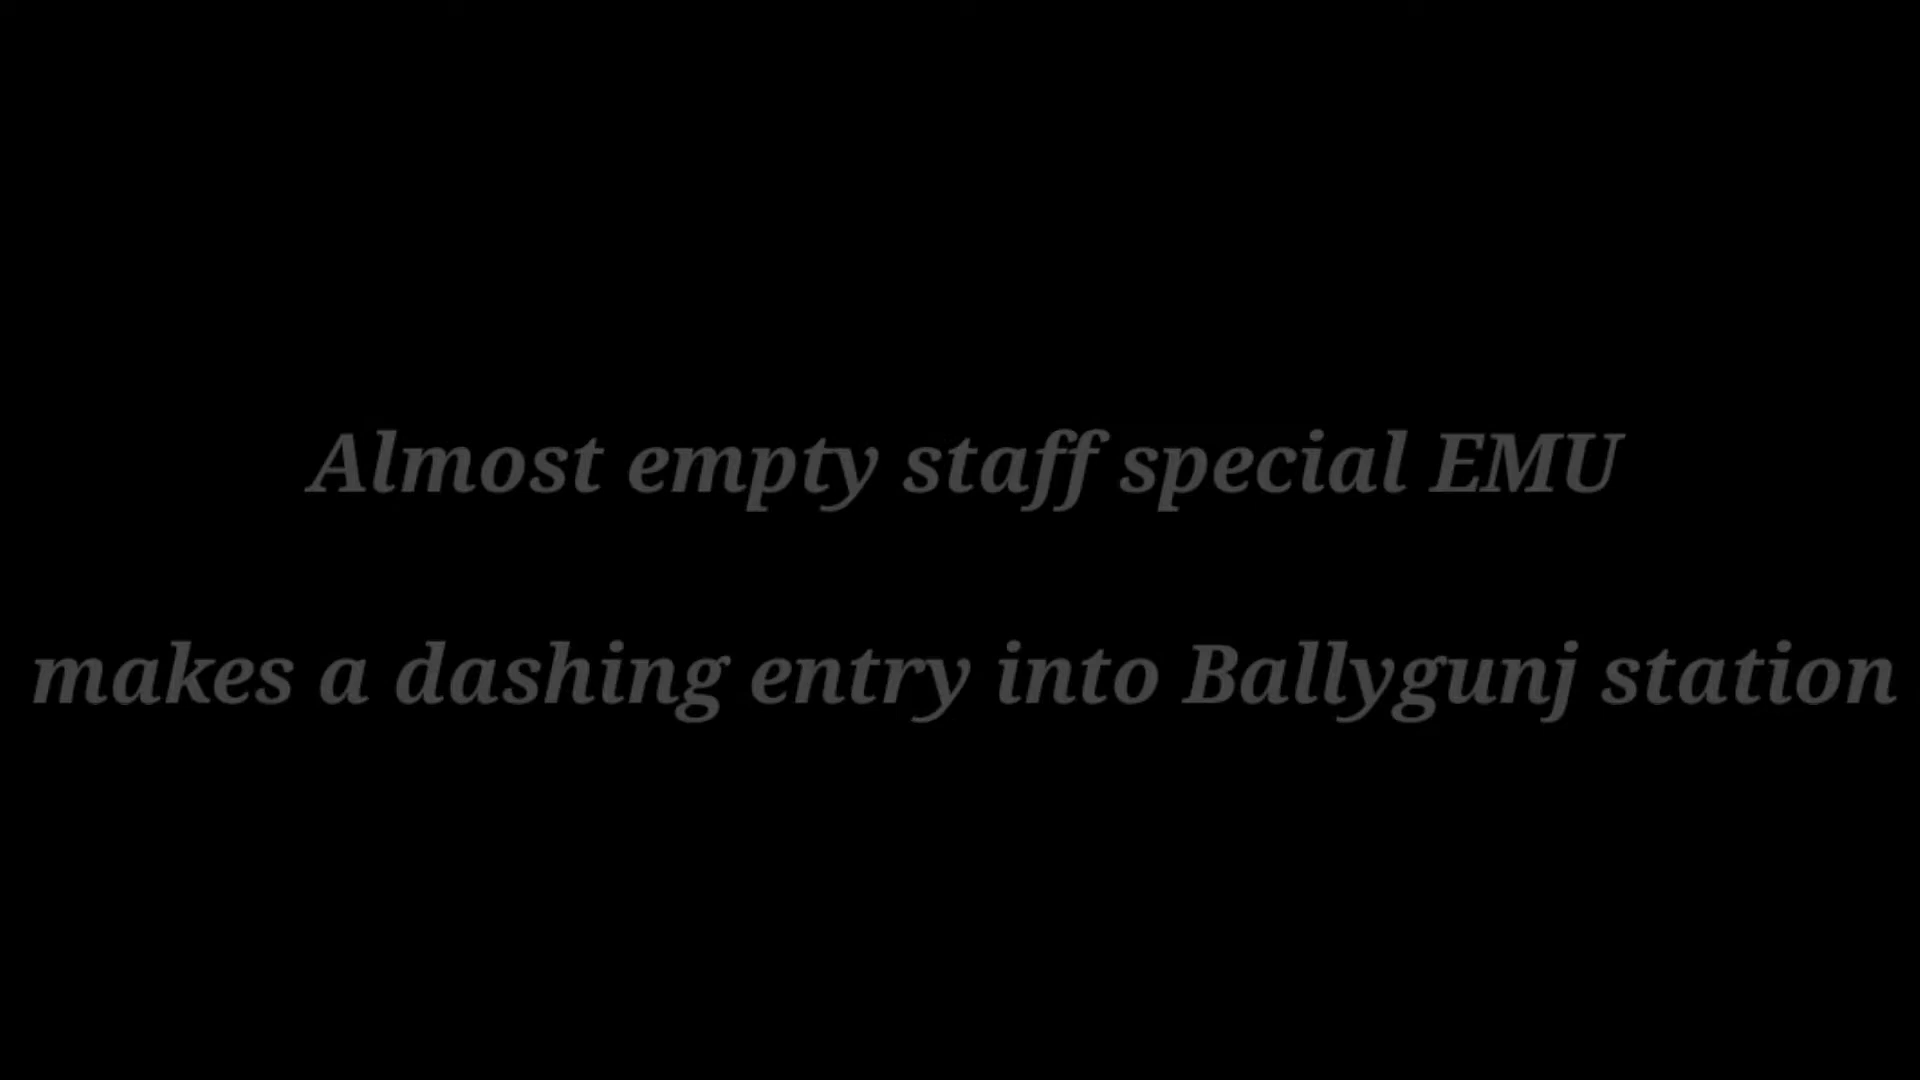 Almost empty staff special EMU
makes a dashing entry into Ballygunj station